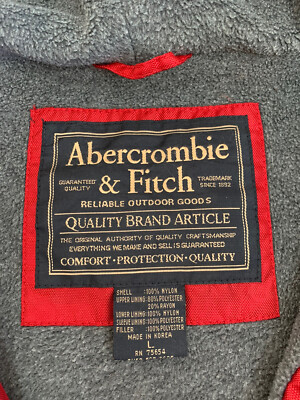 Abercrombie
GUARANTEED QUALITY & Fitch TRADEMARK SINCE 1892
RELIABLE OUTDOOR GOODS
QUALITY BRAND ARTICLE
THE ORIGINAL AUTHORITY OF QUALITY CRAFTSMANSHIP
EVERYTHING WE MAKE AND SELL IS GUARANTEED
COMFORT · PROTECTION · QUALITY
SHELL : 100% NYLON
UPPER LINING : 80% POLYESTER
20% RAYON
LOWER LINING : 100% NYLON
SLEEVE LINING : 100% POLYESTER
FILLER : 100% POLYESTER
MADE IN KOREA
L
RN 75654